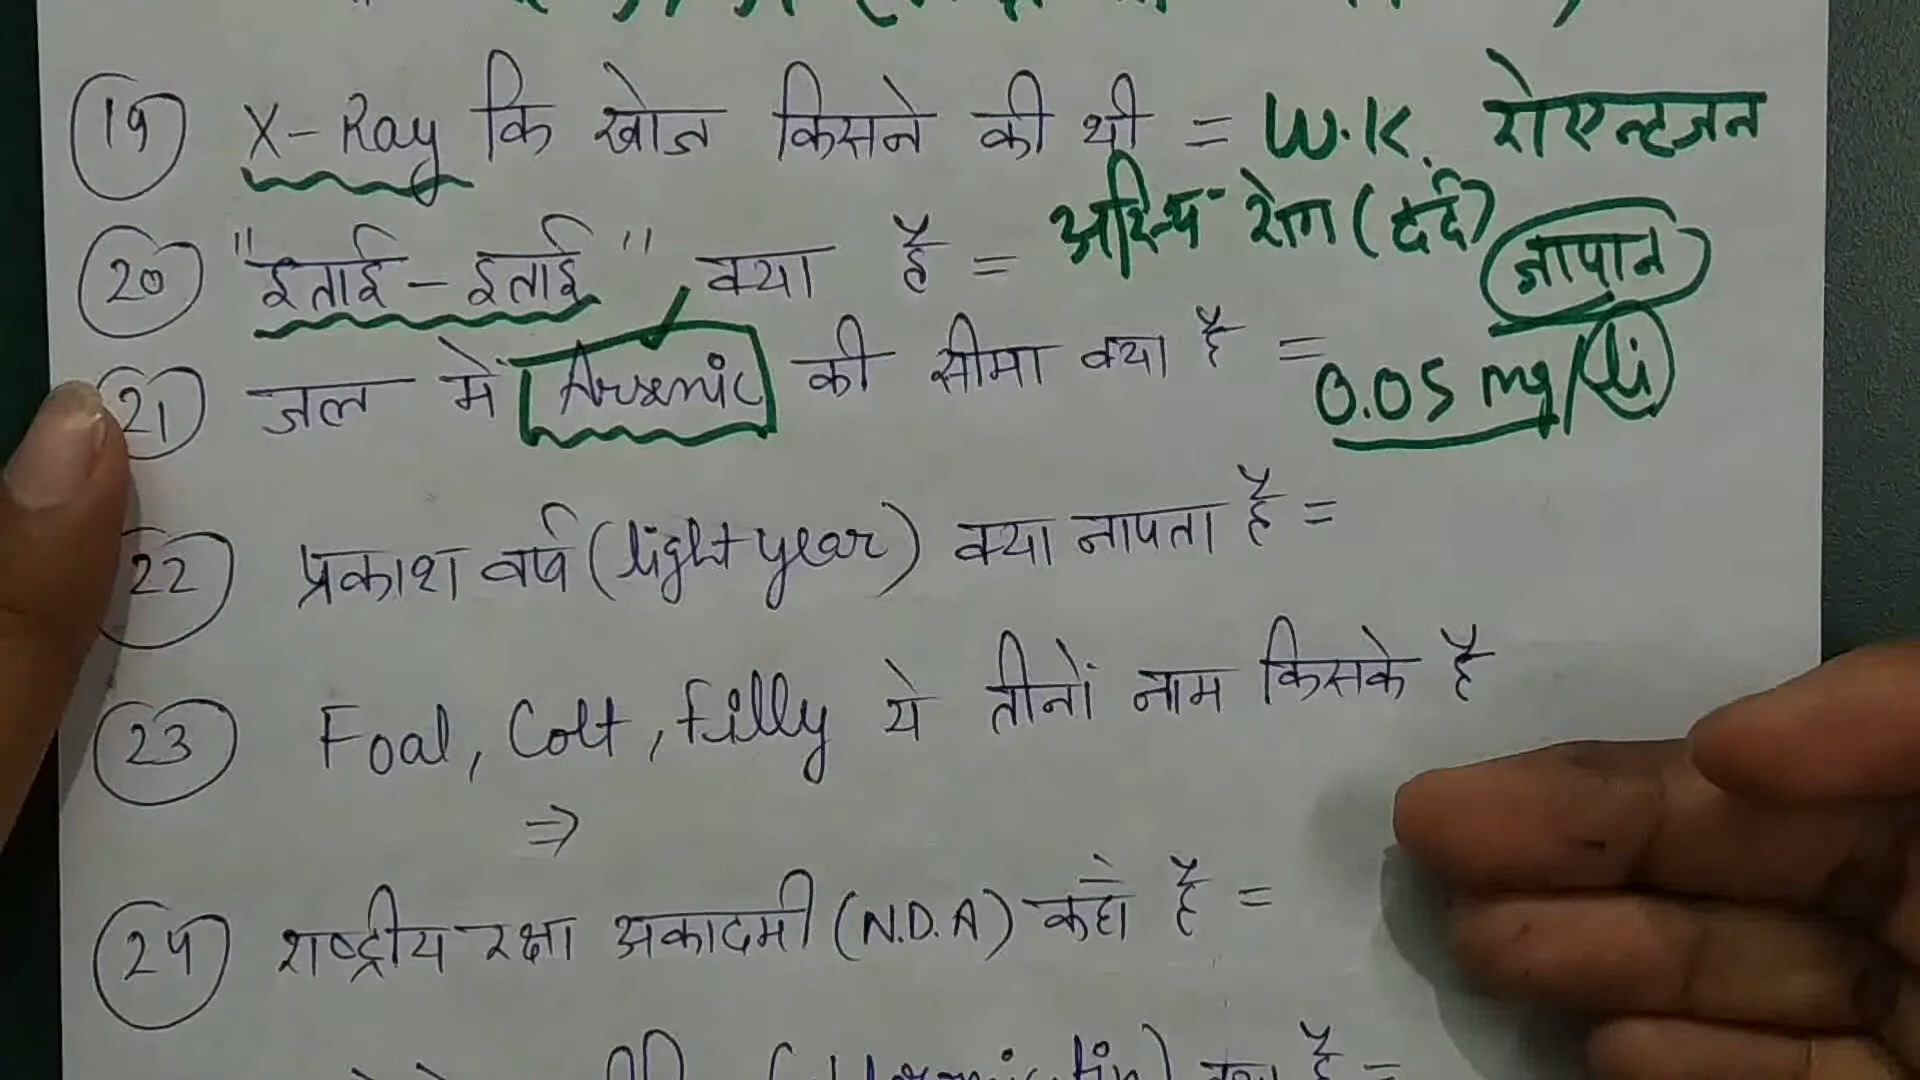 19 X-Ray कि खोज किसने की थी = W.K. रोएन्टजन
20 "इताई-इताई" क्या है = अस्थि रोग (दर्द) जापान
21 जल में Arsenic की सीमा क्या है = 0.05 mg/li
22 प्रकाश वर्ष (light year) क्या नापता है =
23 Foal, Colt, Filly ये तीनों नाम किसके है
⇒
24 राष्ट्रीय रक्षा अकादमी (N.D.A) कहाँ है =